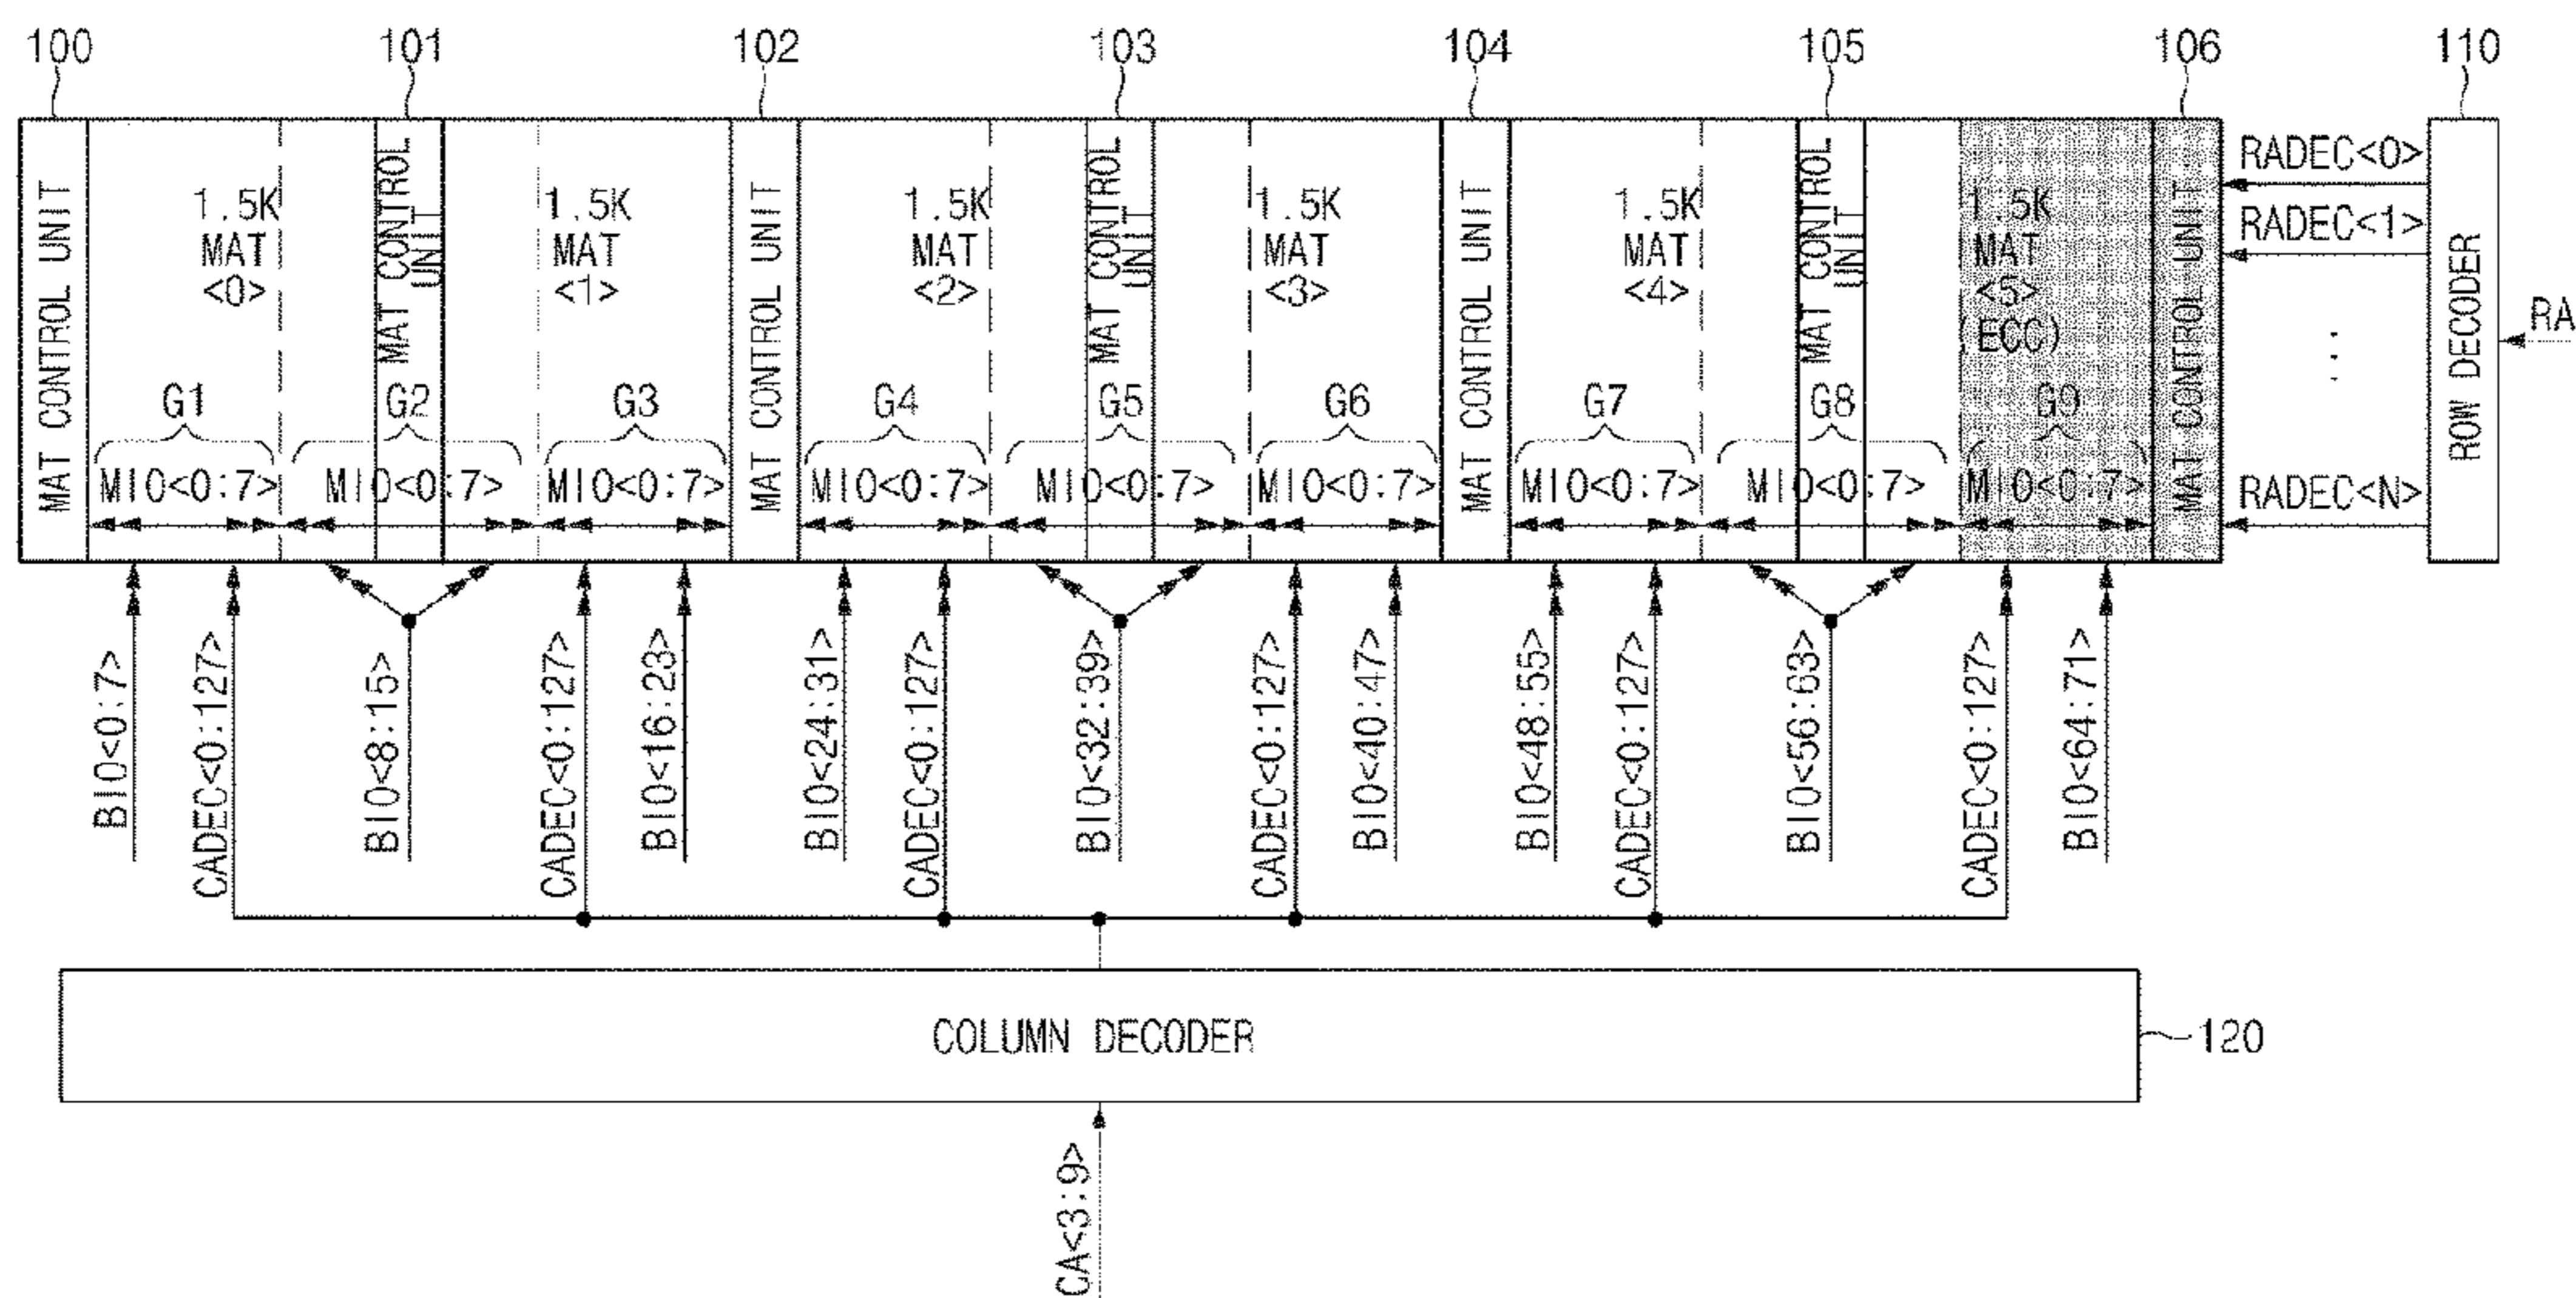 100
101
102
103
104
105
106
110
MAT CONTROL UNIT
1.5K
MAT
<0>
MAT CONTROL
UNIT
1.5K
MAT
<1>
MAT CONTROL UNIT
1.5K
MAT
<2>
MAT CONTROL
UNIT
1.5K
MAT
<3>
MAT CONTROL UNIT
1.5K
MAT
<4>
MAT CONTROL
UNIT
1.5K
MAT
<5>
(ECC)
MAT CONTROL UNIT
RADEC<0>
RADEC<1>
RADEC<N>
ROW DECODER
RA
G1
G2
G3
G4
G5
G6
G7
G8
G9
MIO<0:7>
MIO<0:7>
MIO<0:7>
MIO<0:7>
MIO<0:7>
MIO<0:7>
MIO<0:7>
MIO<0:7>
MIO<0:7>
BIO<0:7>
CADEC<0:127>
BIO<8:15>
CADEC<0:127>
BIO<16:23>
BIO<24:31>
CADEC<0:127>
BIO<32:39>
CADEC<0:127>
BIO<40:47>
BIO<48:55>
CADEC<0:127>
BIO<56:63>
CADEC<0:127>
BIO<64:71>
COLUMN DECODER
120
CA<3:9>